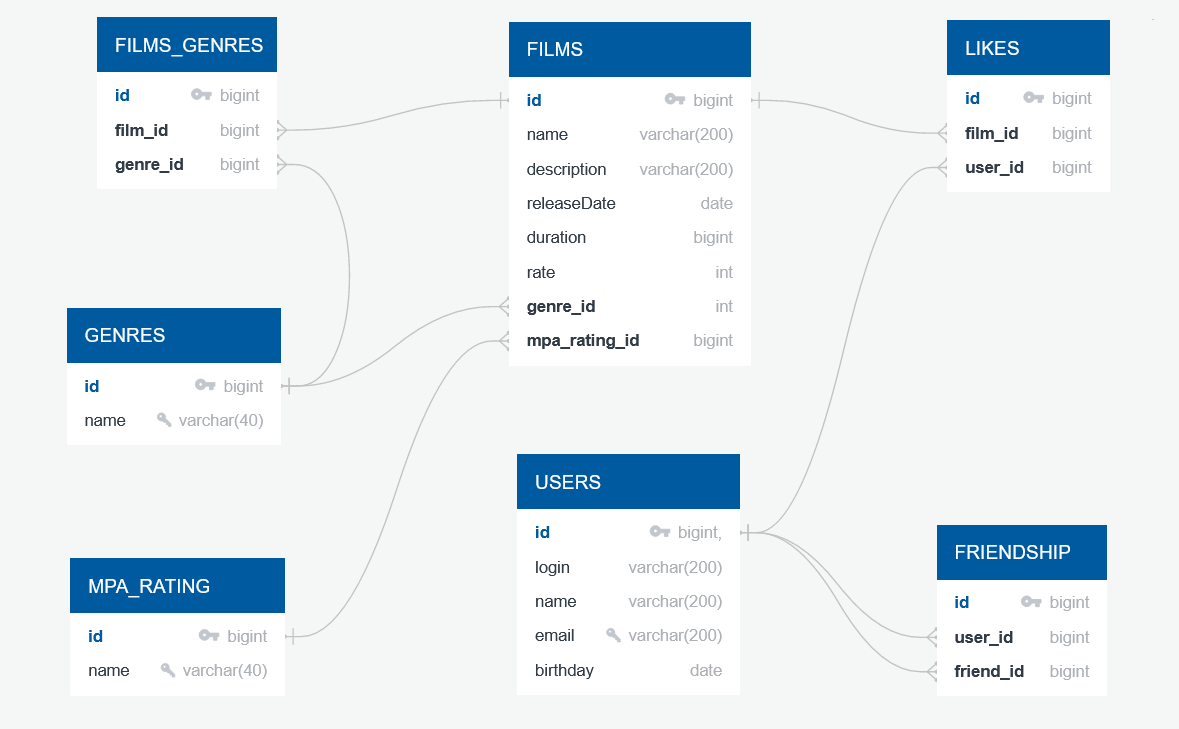 FILMS_GENRES
id bigint
film_id bigint
genre_id bigint
FILMS
id bigint
name varchar(200)
description varchar(200)
releaseDate date
duration bigint
rate int
genre_id int
mpa_rating_id bigint
LIKES
id bigint
film_id bigint
user_id bigint
GENRES
id bigint
name varchar(40)
USERS
id bigint,
login varchar(200)
name varchar(200)
email varchar(200)
birthday date
FRIENDSHIP
id bigint
user_id bigint
friend_id bigint
MPA_RATING
id bigint
name varchar(40)